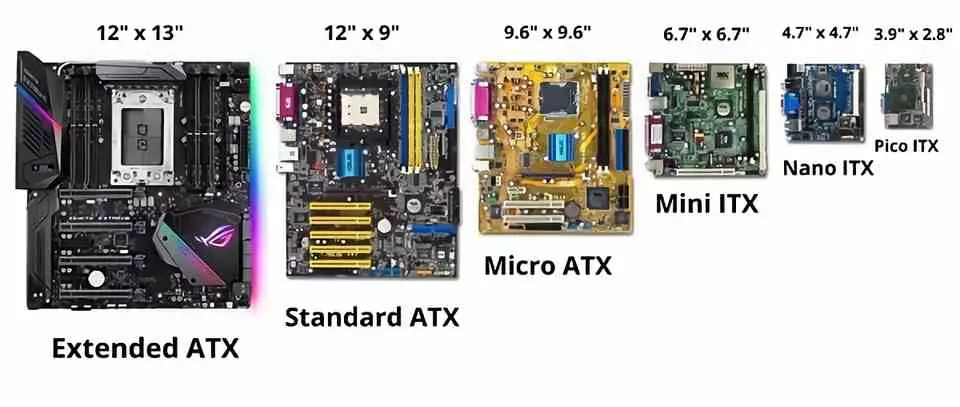 12" x 13"
12" x 9"
9.6" x 9.6"
6.7" x 6.7"
4.7" x 4.7"
3.9" x 2.8"
Extended ATX
Standard ATX
Micro ATX
Mini ITX
Nano ITX
Pico ITX